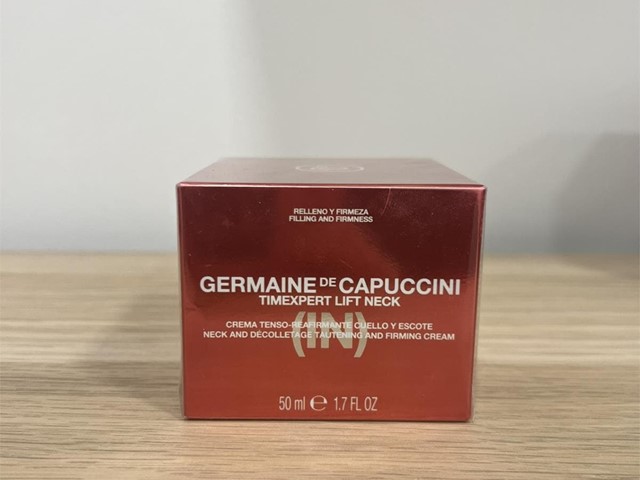 RELLENO Y FIRMEZA
FILLING AND FIRMNESS
GERMAINE DE CAPUCCINI
TIMEXPERT LIFT NECK
(IN)
CREMA TENSO-REAFIRMANTE CUELLO Y ESCOTE
NECK AND DÉCOLLETAGE TAUTENING AND FIRMING CREAM
50 ml ℮ 1.7 FL OZ